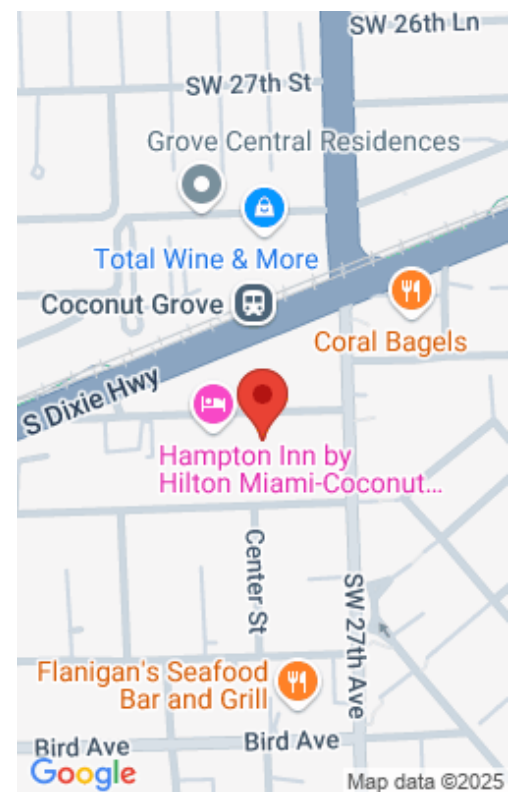 SW 26th Ln
SW 27th St
Grove Central Residences
Total Wine & More
Coconut Grove
Coral Bagels
S Dixie Hwy
Hampton Inn by
Hilton Miami-Coconut...
Center St
SW 27th Ave
Flanigan's Seafood
Bar and Grill
Bird Ave
Bird Ave
Google
Map data ©2025